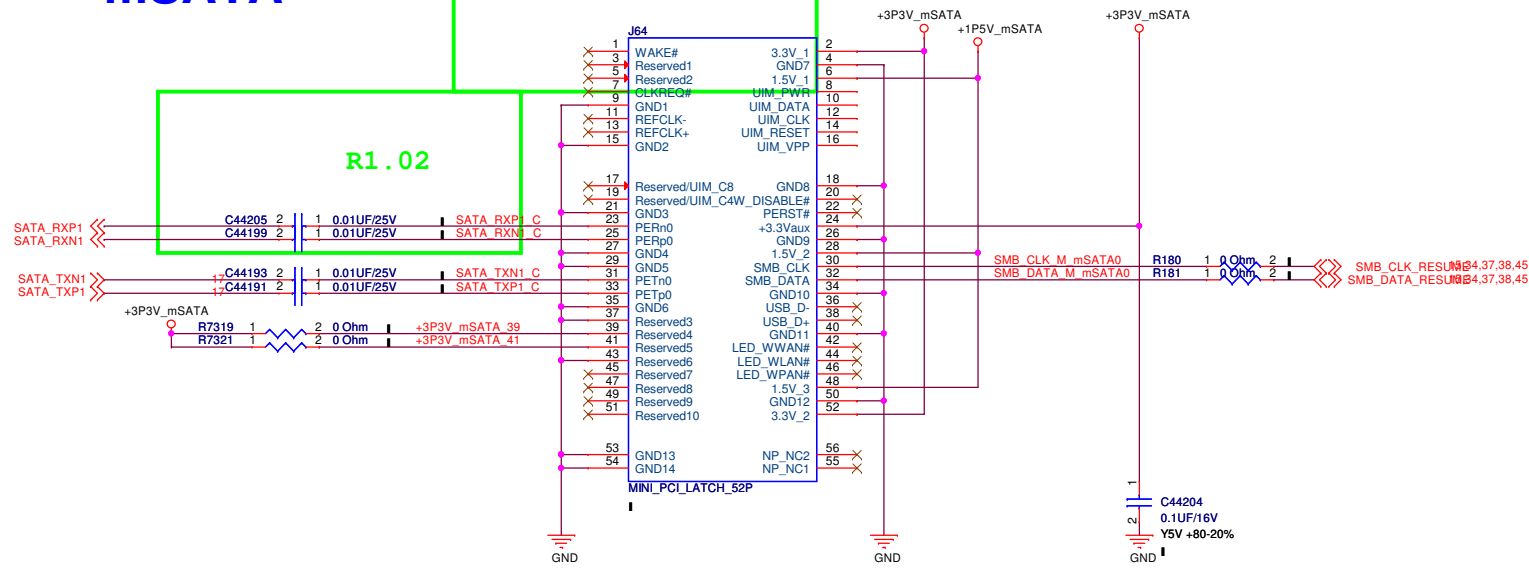 mSATA
+3P3V_mSATA
+1P5V_mSATA
+3P3V_mSATA
J64
1 WAKE# 3.3V_1 2
3 Reserved1 GND7 4
5 Reserved2 1.5V_1 6
7 CLKREQ# UIM_PWR 8
9 GND1 UIM_DATA 10
11 REFCLK- UIM_CLK 12
13 REFCLK+ UIM_RESET 14
15 GND2 UIM_VPP 16
R1.02
17 Reserved/UIM_C8 GND8 18
19 Reserved/UIM_C4W_DISABLE# 20
21 GND3 PERST# 22
SATA_RXP1 C44205 2 1 0.01UF/25V SATA_RXP1_C 23 PERn0 +3.3Vaux 24
SATA_RXN1 C44199 2 1 0.01UF/25V SATA_RXN1_C 25 PERp0 GND9 26
27 GND4 1.5V_2 28
29 GND5 SMB_CLK 30 SMB_CLK_M_mSATA0 R180 1 0 Ohm 2 SMB_CLK_RESUME
SATA_TXN1 17 C44193 2 1 0.01UF/25V SATA_TXN1_C 31 PETn0 SMB_DATA 32 SMB_DATA_M_mSATA0 R181 1 0 Ohm 2 SMB_DATA_RESUME
SATA_TXP1 17 C44191 2 1 0.01UF/25V SATA_TXP1_C 33 PETp0 GND10 34
35 GND6 USB_D- 36
+3P3V_mSATA
37 Reserved3 USB_D+ 38
R7319 1 2 0 Ohm +3P3V_mSATA_39 39 Reserved4 GND11 40
R7321 1 2 0 Ohm +3P3V_mSATA_41 41 Reserved5 LED_WWAN# 42
43 Reserved6 LED_WLAN# 44
45 Reserved7 LED_WPAN# 46
47 Reserved8 1.5V_3 48
49 Reserved9 GND12 50
51 Reserved10 3.3V_2 52
53 GND13 NP_NC2 56
54 GND14 NP_NC1 55
MINI_PCI_LATCH_52P
1
C44204
0.1UF/16V
2
Y5V +80-20%
GND
GND
GND